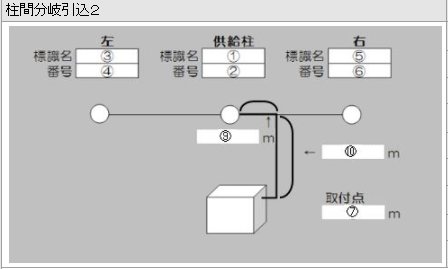 柱間分岐引込2
左 供給柱 右
標識名 ③ 標識名 ① 標識名 ⑤
番号 ④ 番号 ② 番号 ⑥
⑨ m ↑
← ⑩ m
取付点
⑦ m